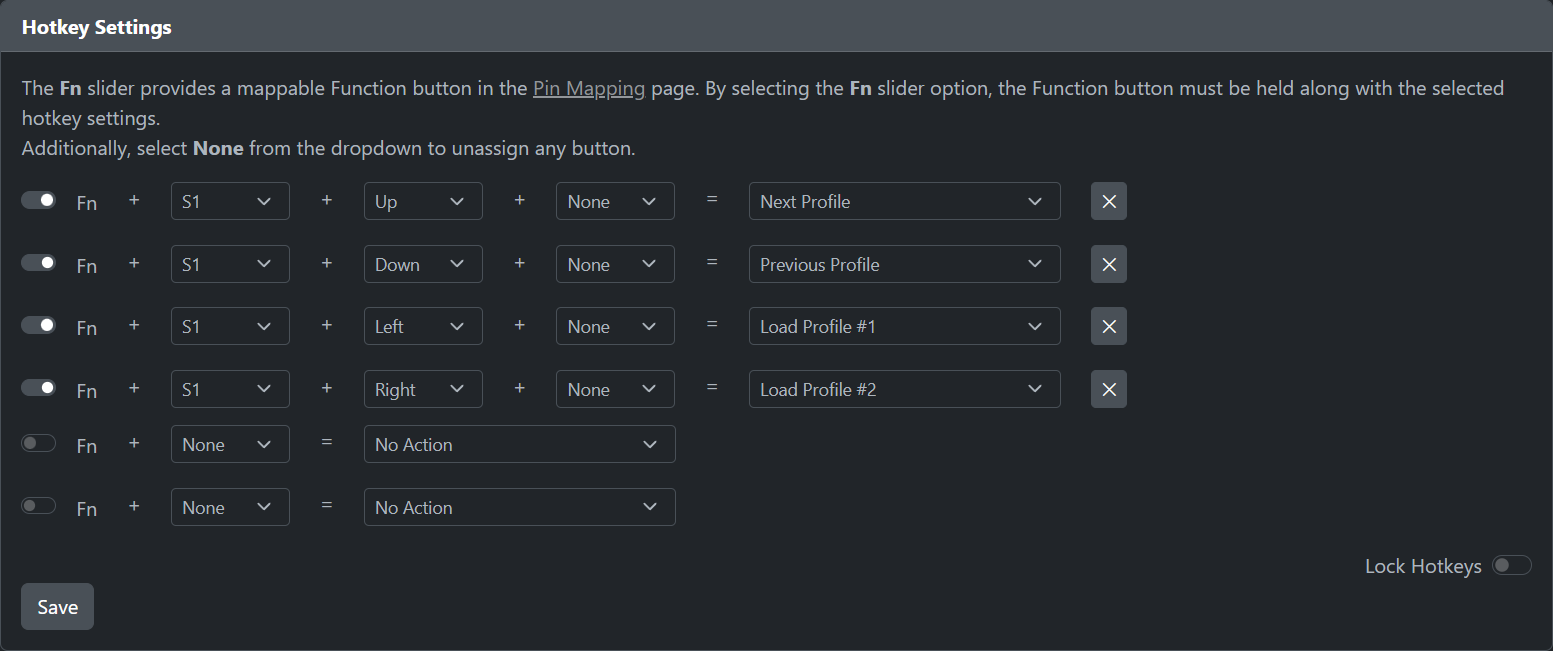 Hotkey Settings
The Fn slider provides a mappable Function button in the Pin Mapping page. By selecting the Fn slider option, the Function button must be held along with the selected
hotkey settings.
Additionally, select None from the dropdown to unassign any button.
Fn + S1 + Up + None = Next Profile
Fn + S1 + Down + None = Previous Profile
Fn + S1 + Left + None = Load Profile #1
Fn + S1 + Right + None = Load Profile #2
Fn + None = No Action
Fn + None = No Action
Lock Hotkeys
Save